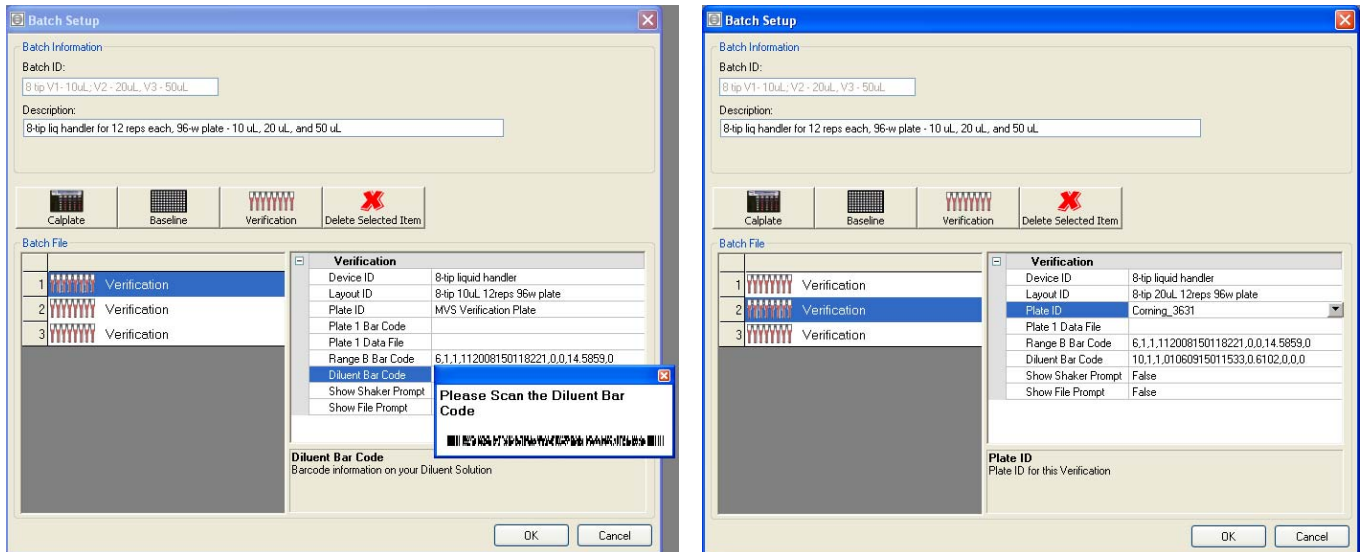 Batch Setup
Batch Information
Batch ID:
8 tip V1- 10uL; V2 - 20uL, V3 - 50uL
Description:
8-tip liq handler for 12 reps each, 96-w plate - 10 uL, 20 uL, and 50 uL
Calplate Baseline Verification Delete Selected Item
Batch File
1 Verification
2 Verification
3 Verification
Verification
Device ID 8-tip liquid handler
Layout ID 8-tip 10uL 12reps 96w plate
Plate ID MVS Verification Plate
Plate 1 Bar Code
Plate 1 Data File
Range B Bar Code 6,1,1,112008150118221,0,0,14.5859,0
Diluent Bar Code
Show Shaker Prompt
Show File Prompt
Please Scan the Diluent Bar
Code
Diluent Bar Code
Barcode information on your Diluent Solution
OK Cancel
Batch Setup
Batch Information
Batch ID:
8 tip V1- 10uL; V2 - 20uL, V3 - 50uL
Description:
8-tip liq handler for 12 reps each, 96-w plate - 10 uL, 20 uL, and 50 uL
Calplate Baseline Verification Delete Selected Item
Batch File
1 Verification
2 Verification
3 Verification
Verification
Device ID 8-tip liquid handler
Layout ID 8-tip 20uL 12reps 96w plate
Plate ID Corning_3631
Plate 1 Data File
Range B Bar Code 6,1,1,112008150118221,0,0,14.5859,0
Diluent Bar Code 10,1,1,01060915011533,0.6102,0,0,0
Show Shaker Prompt False
Show File Prompt False
Plate ID
Plate ID for this Verification
OK Cancel